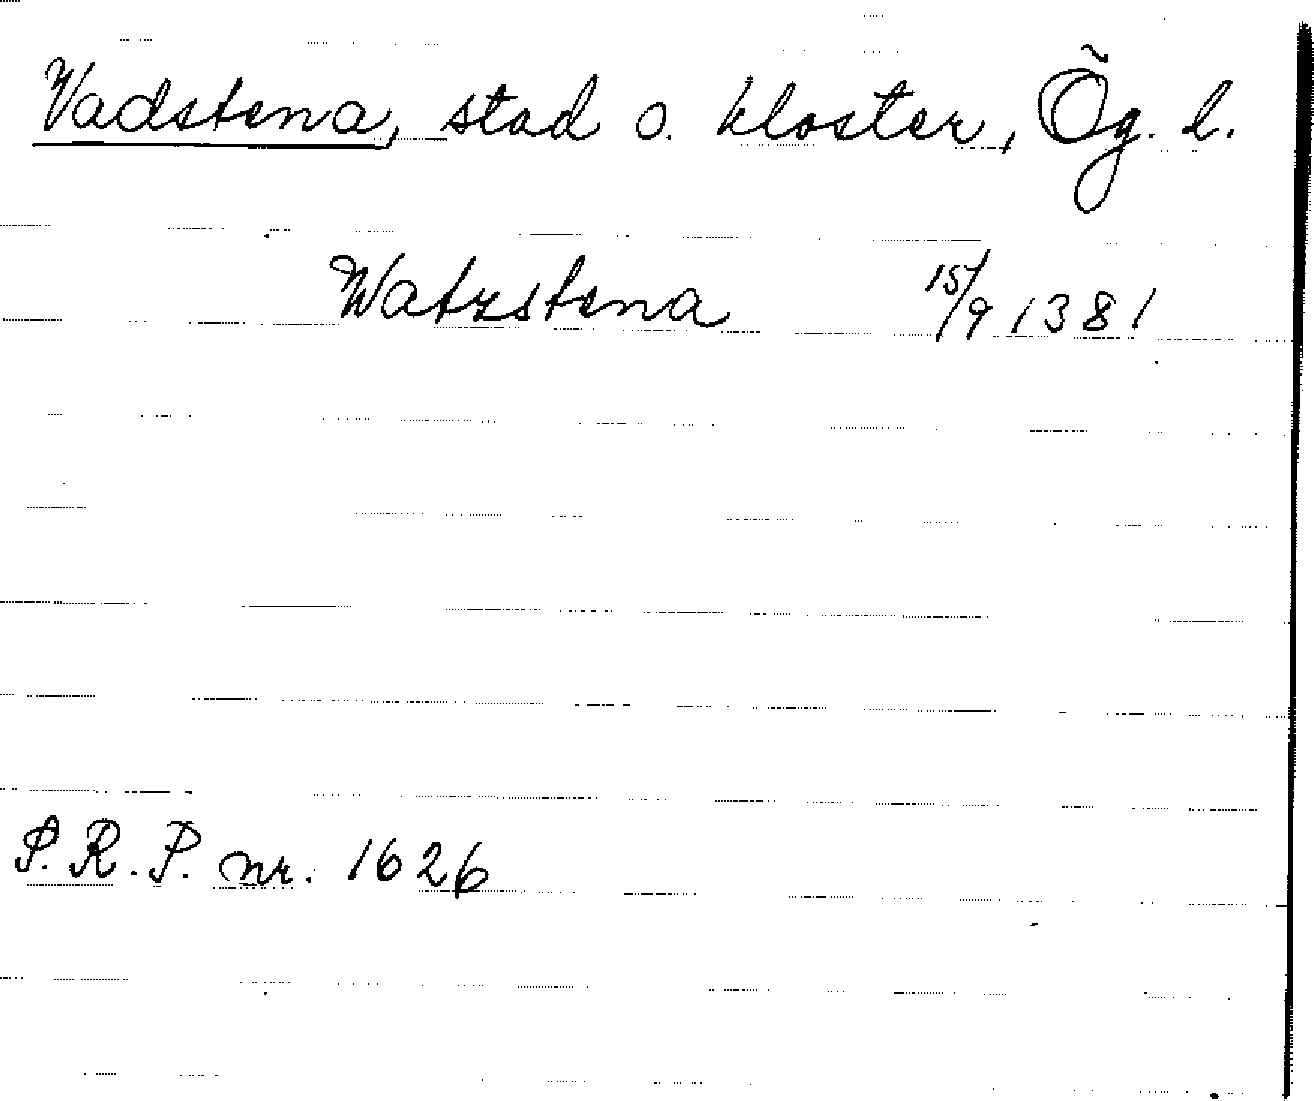 Vadstena, stad o. kloster, Ög. l.
Watzstena 15/9 1381
S.R.P. nr. 1626